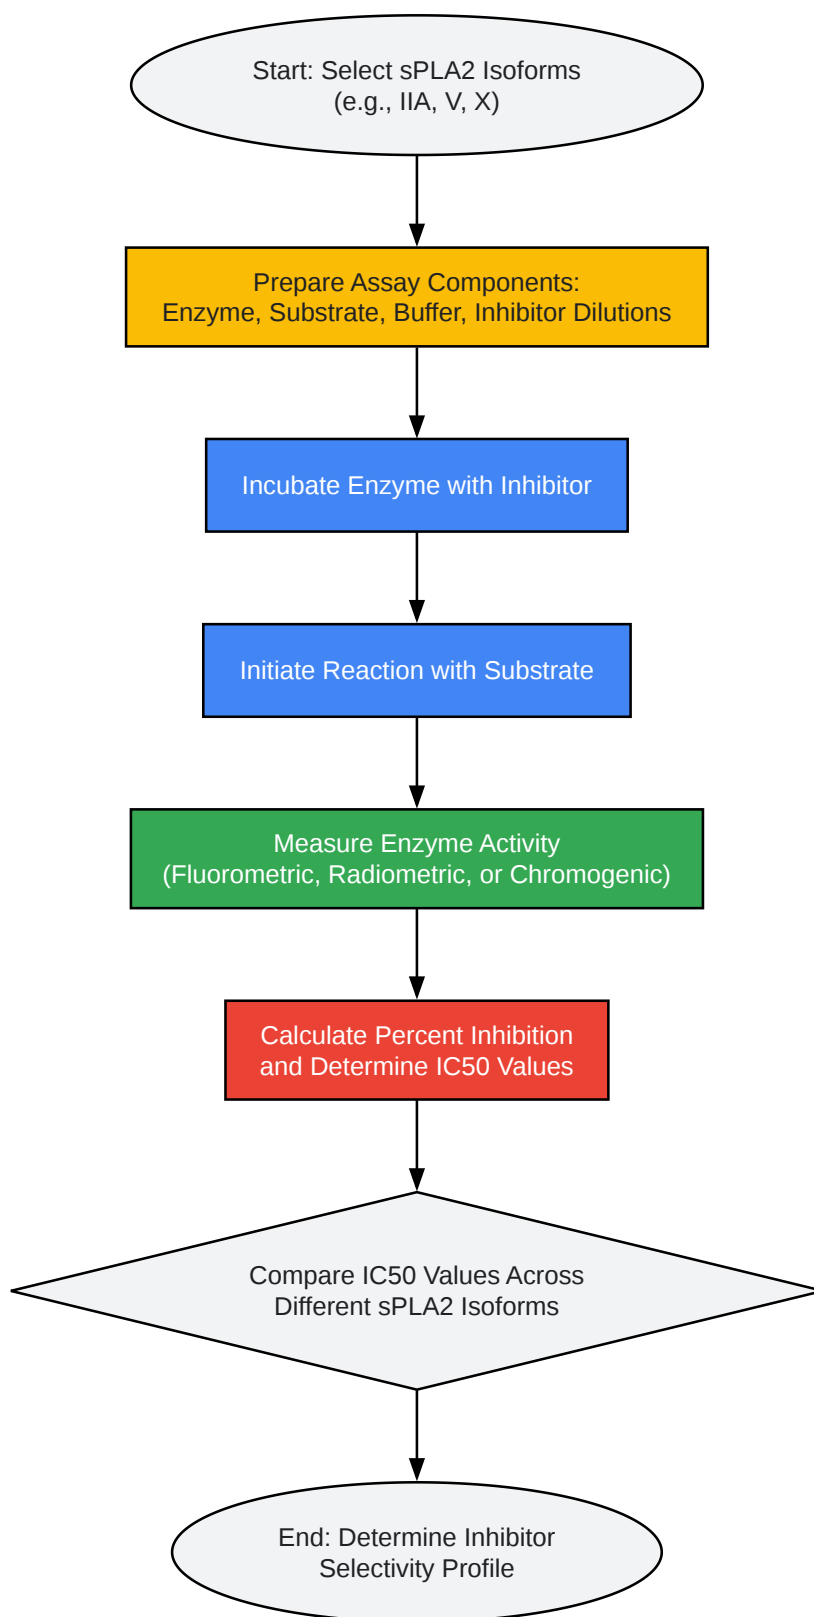 Start: Select sPLA2 Isoforms
(e.g., IIA, V, X)
Prepare Assay Components:
Enzyme, Substrate, Buffer, Inhibitor Dilutions
Incubate Enzyme with Inhibitor
Initiate Reaction with Substrate
Measure Enzyme Activity
(Fluorometric, Radiometric, or Chromogenic)
Calculate Percent Inhibition
and Determine IC50 Values
Compare IC50 Values Across
Different sPLA2 Isoforms
End: Determine Inhibitor
Selectivity Profile